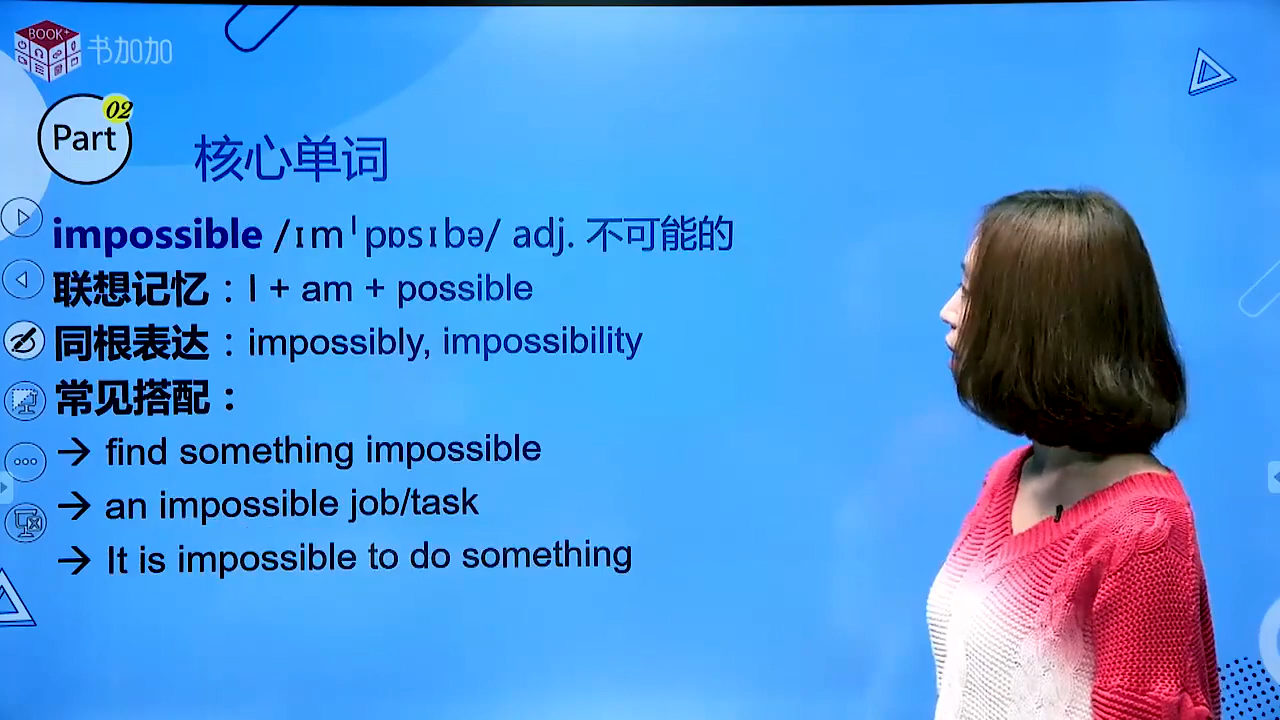 BOOK+
书加加
02
Part
核心单词
impossible /ɪmˈpɒsɪbə/ adj. 不可能的
联想记忆：I + am + possible
同根表达：impossibly, impossibility
常见搭配：
→ find something impossible
→ an impossible job/task
→ It is impossible to do something